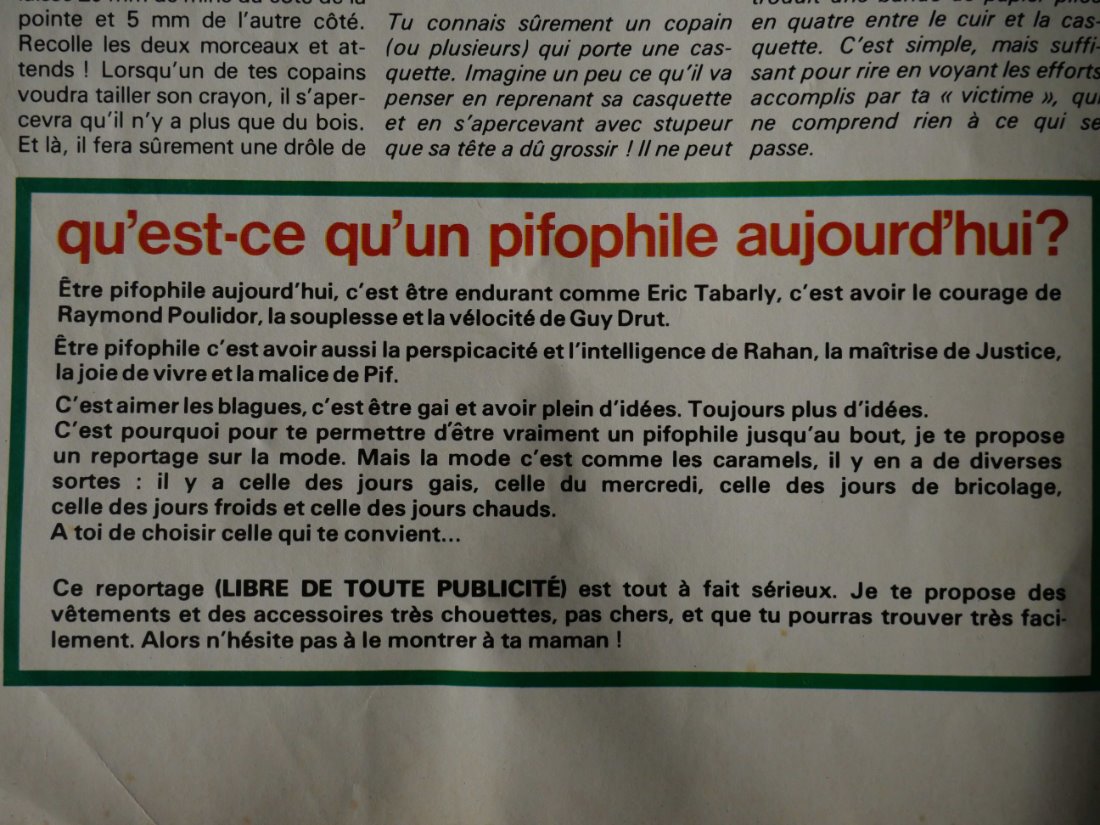 pointe et 5 mm de l'autre côté.
Recolle les deux morceaux et at-
tends ! Lorsqu'un de tes copains
voudra tailler son crayon, il s'aper-
cevra qu'il n'y a plus que du bois.
Et là, il fera sûrement une drôle de
Tu connais sûrement un copain
(ou plusieurs) qui porte une cas-
quette. Imagine un peu ce qu'il va
penser en reprenant sa casquette
et en s'apercevant avec stupeur
que sa tête a dû grossir ! Il ne peut
en quatre entre le cuir et la cas-
quette. C'est simple, mais suffi-
sant pour rire en voyant les efforts
accomplis par ta « victime », qui
ne comprend rien à ce qui se
passe.
qu'est-ce qu'un pifophile aujourd'hui?
Être pifophile aujourd'hui, c'est être endurant comme Eric Tabarly, c'est avoir le courage de
Raymond Poulidor, la souplesse et la vélocité de Guy Drut.
Être pifophile c'est avoir aussi la perspicacité et l'intelligence de Rahan, la maîtrise de Justice,
la joie de vivre et la malice de Pif.
C'est aimer les blagues, c'est être gai et avoir plein d'idées. Toujours plus d'idées.
C'est pourquoi pour te permettre d'être vraiment un pifophile jusqu'au bout, je te propose
un reportage sur la mode. Mais la mode c'est comme les caramels, il y en a de diverses
sortes : il y a celle des jours gais, celle du mercredi, celle des jours de bricolage,
celle des jours froids et celle des jours chauds.
A toi de choisir celle qui te convient...
Ce reportage (LIBRE DE TOUTE PUBLICITÉ) est tout à fait sérieux. Je te propose des
vêtements et des accessoires très chouettes, pas chers, et que tu pourras trouver très faci-
lement. Alors n'hésite pas à le montrer à ta maman !